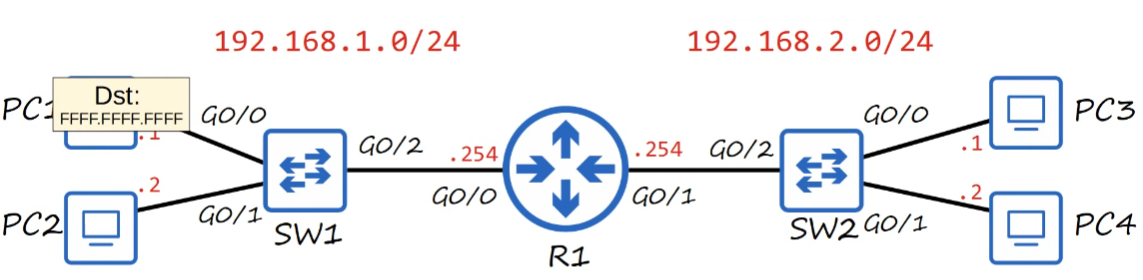 192.168.1.0/24
192.168.2.0/24
PC1
Dst:
FFFF.FFFF.FFFF
.1
G0/0
PC2
.2
G0/1
SW1
G0/2
.254
G0/0
R1
.254
G0/1
G0/2
SW2
G0/0
.1
PC3
G0/1
.2
PC4